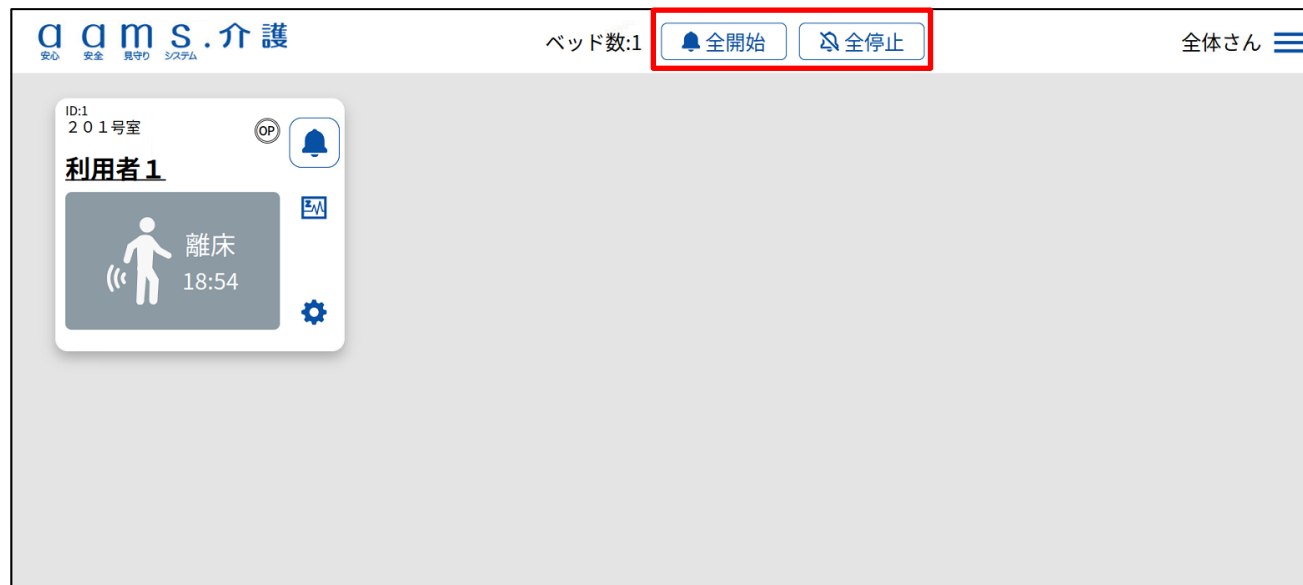 aams.介護
安心 安全 見守り システム
ベッド数:1 全開始 全停止 全体さん
ID:1
２０１号室
OP
利用者１
離床
18:54